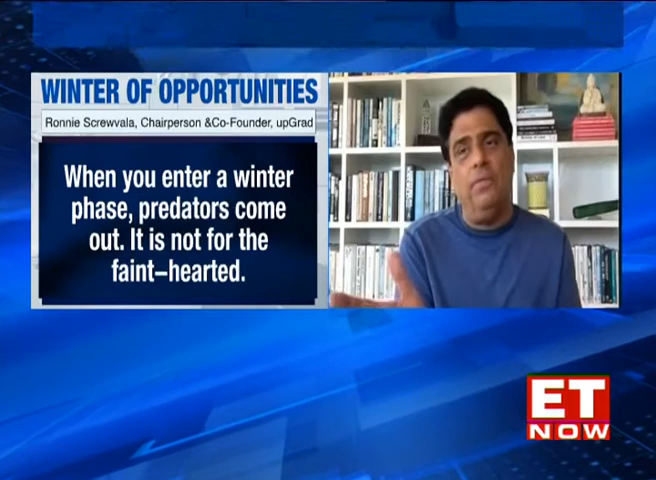 WINTER OF OPPORTUNITIES
Ronnie Screwvala, Chairperson &Co-Founder, upGrad
When you enter a winter
phase, predators come
out. It is not for the
faint-hearted.
ET
NOW